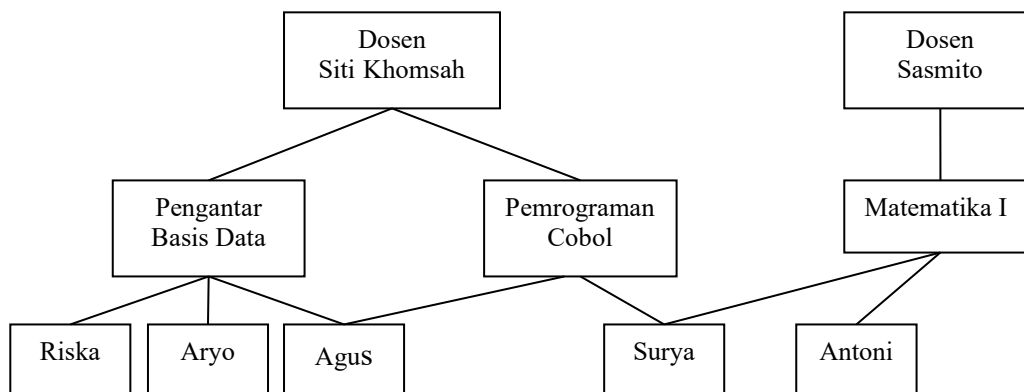 Dosen
Siti Khomsah
Dosen
Sasmito
Pengantar
Basis Data
Pemrograman
Cobol
Matematika I
Riska
Aryo
Agus
Surya
Antoni